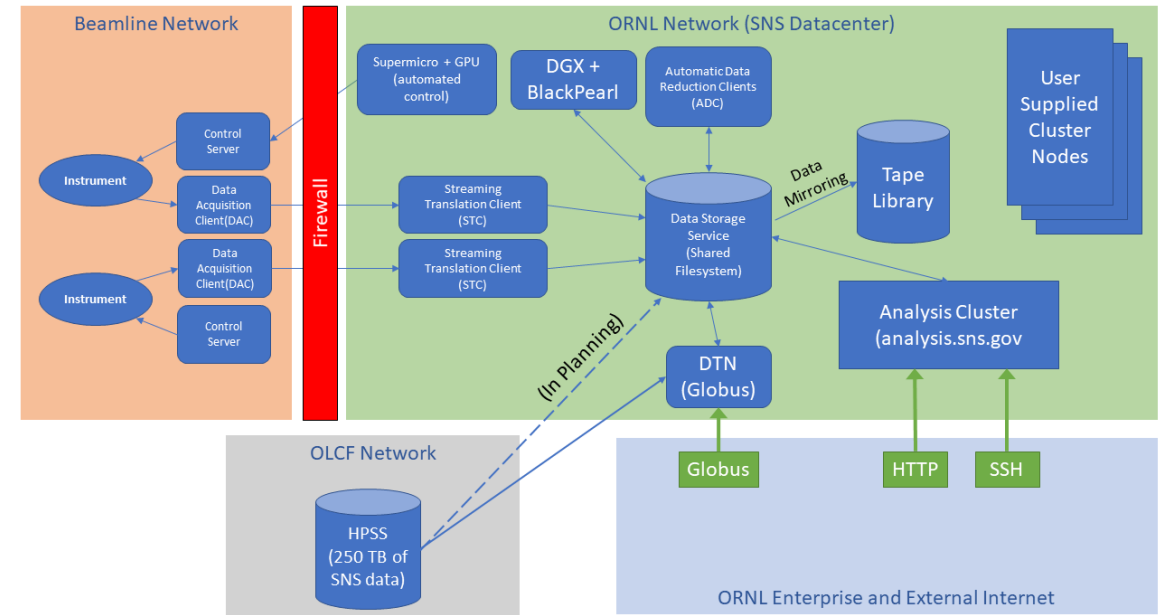 Beamline Network
ORNL Network (SNS Datacenter)
Firewall
Control
Server
Instrument
Data
Acquisition
Client(DAC)
Data
Acquisition
Client(DAC)
Instrument
Control
Server
Supermicro + GPU
(automated
control)
DGX +
BlackPearl
Automatic Data
Reduction Clients
(ADC)
User
Supplied
Cluster
Nodes
Streaming
Translation Client
(STC)
Streaming
Translation Client
(STC)
Data Storage
Service
(Shared
Filesystem)
Data
Mirroring
Tape
Library
Analysis Cluster
(analysis.sns.gov
DTN
(Globus)
(In Planning)
OLCF Network
HPSS
(250 TB of
SNS data)
Globus
HTTP
SSH
ORNL Enterprise and External Internet